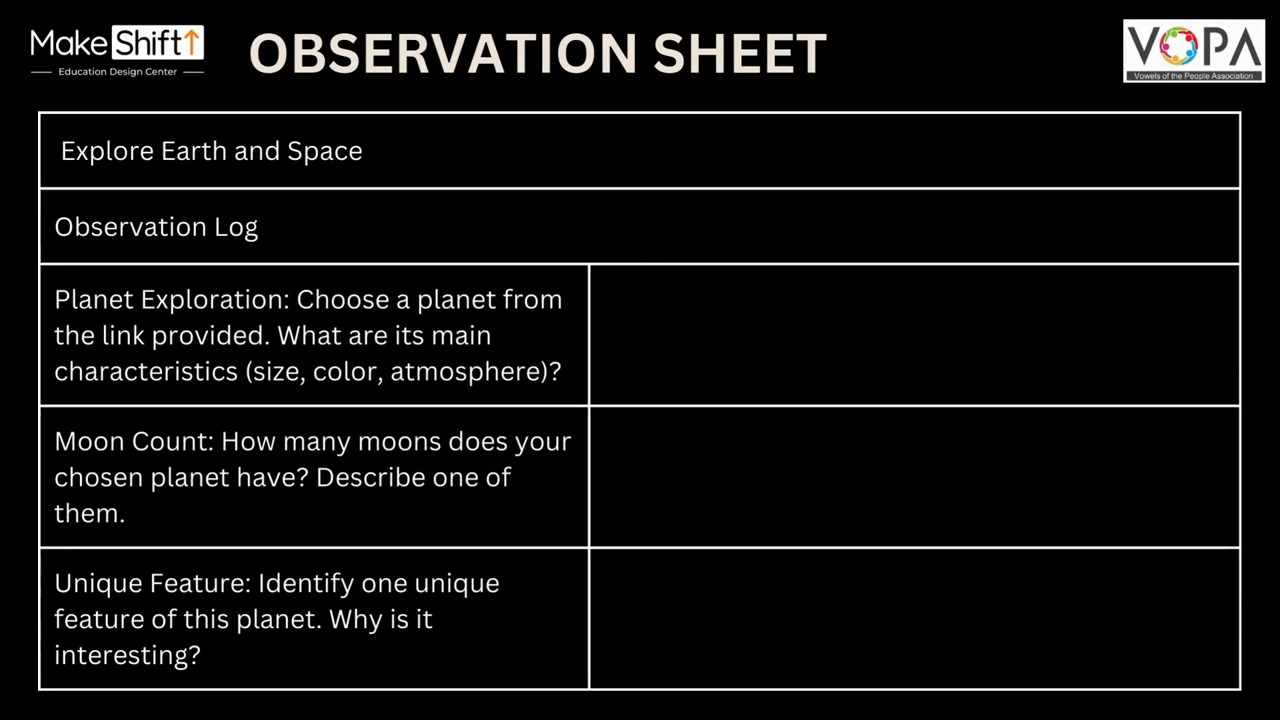 Make Shift↑
Education Design Center
OBSERVATION SHEET
VOPA
Vowels of the People Association
Explore Earth and Space
Observation Log
Planet Exploration: Choose a planet from
the link provided. What are its main
characteristics (size, color, atmosphere)?
Moon Count: How many moons does your
chosen planet have? Describe one of
them.
Unique Feature: Identify one unique
feature of this planet. Why is it
interesting?